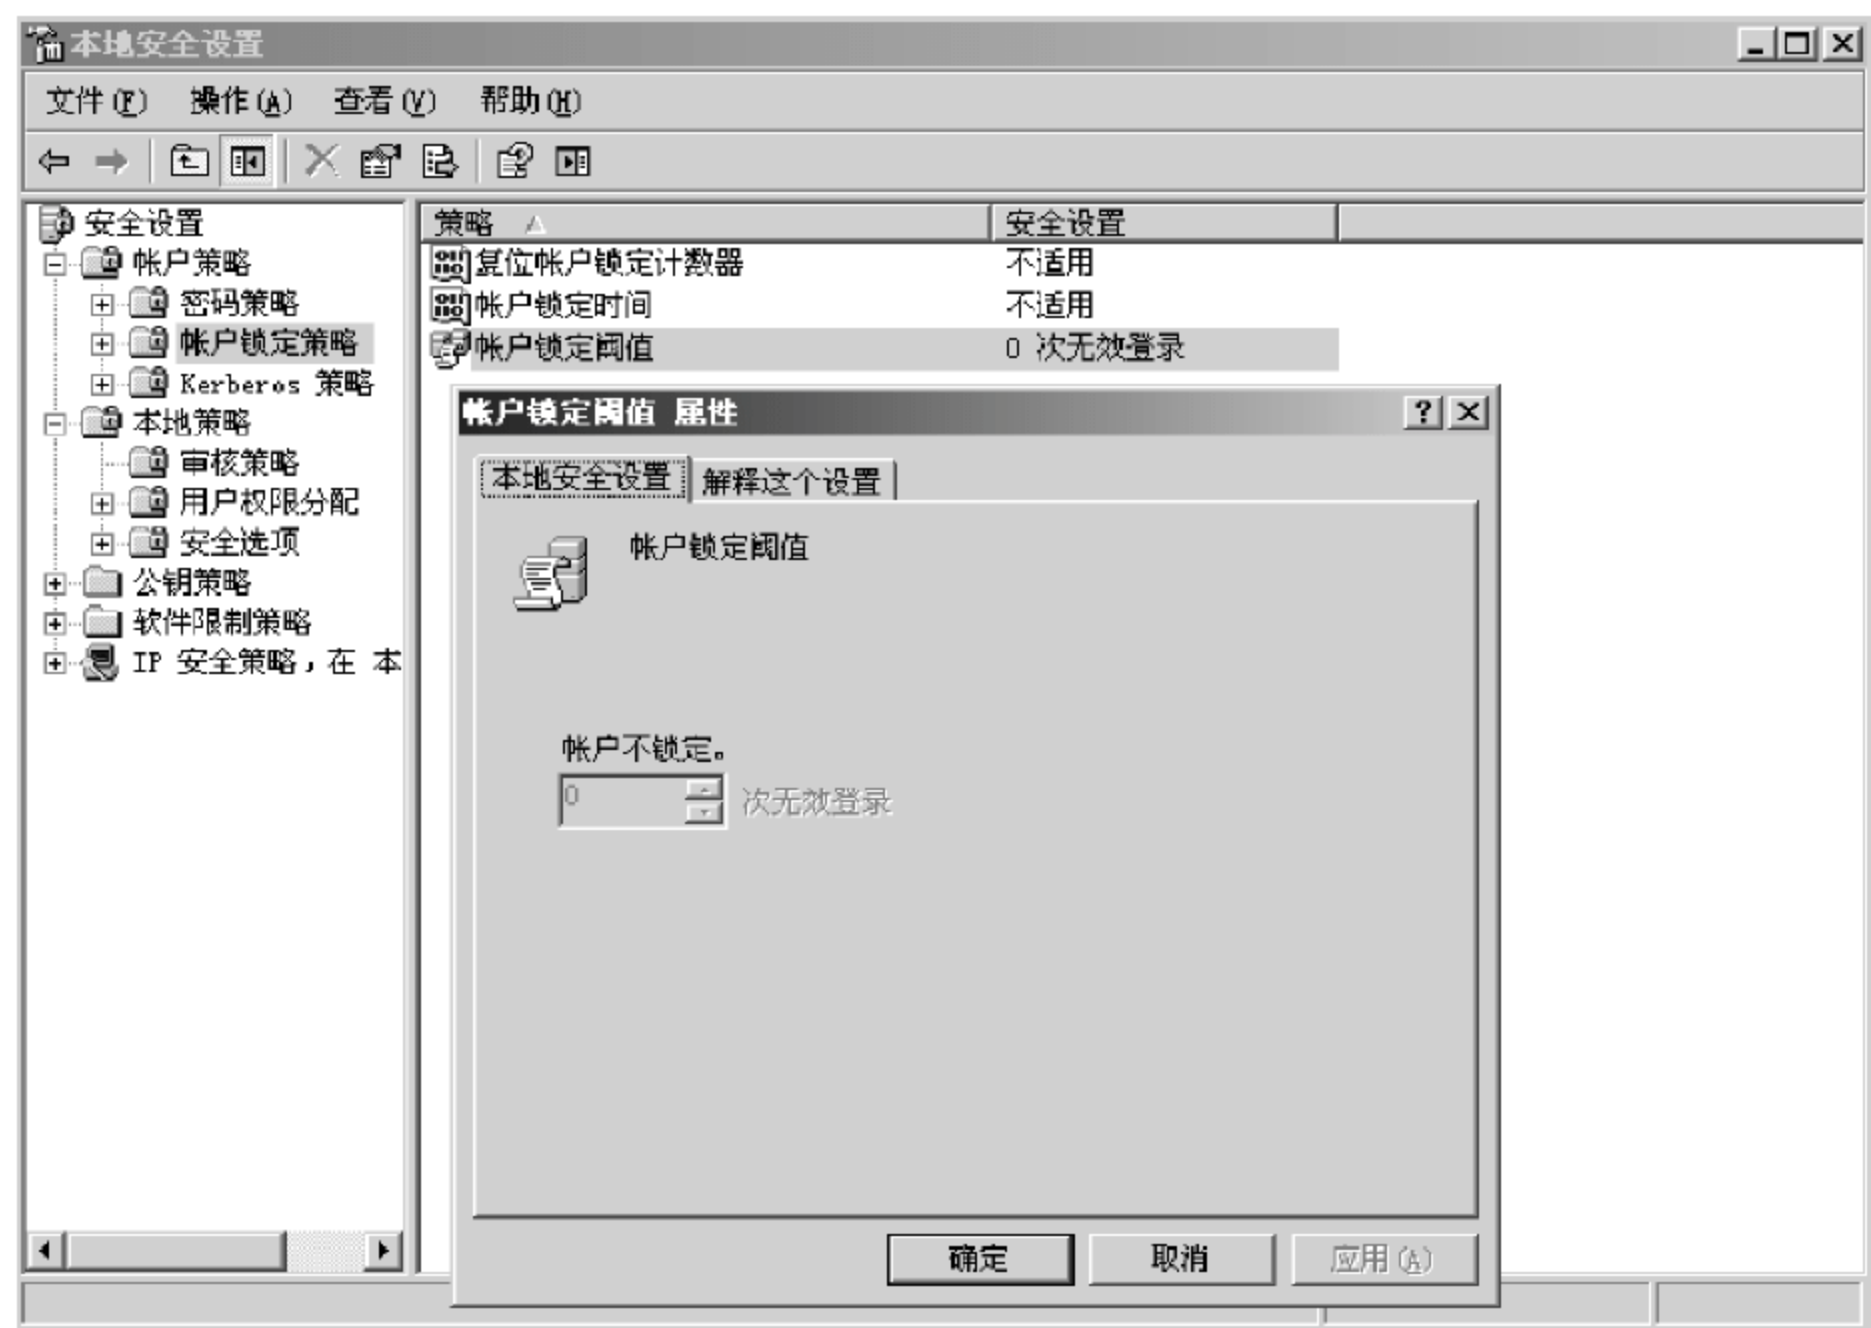 本地安全设置
文件(F) 操作(A) 查看(V) 帮助(H)
安全设置
帐户策略
密码策略
帐户锁定策略
Kerberos 策略
本地策略
审核策略
用户权限分配
安全选项
公钥策略
软件限制策略
IP 安全策略，在 本
策略 安全设置
复位帐户锁定计数器 不适用
帐户锁定时间 不适用
帐户锁定阈值 0 次无效登录
帐户锁定阈值 属性
本地安全设置 解释这个设置
帐户锁定阈值
帐户不锁定。
0 次无效登录
确定 取消 应用(A)